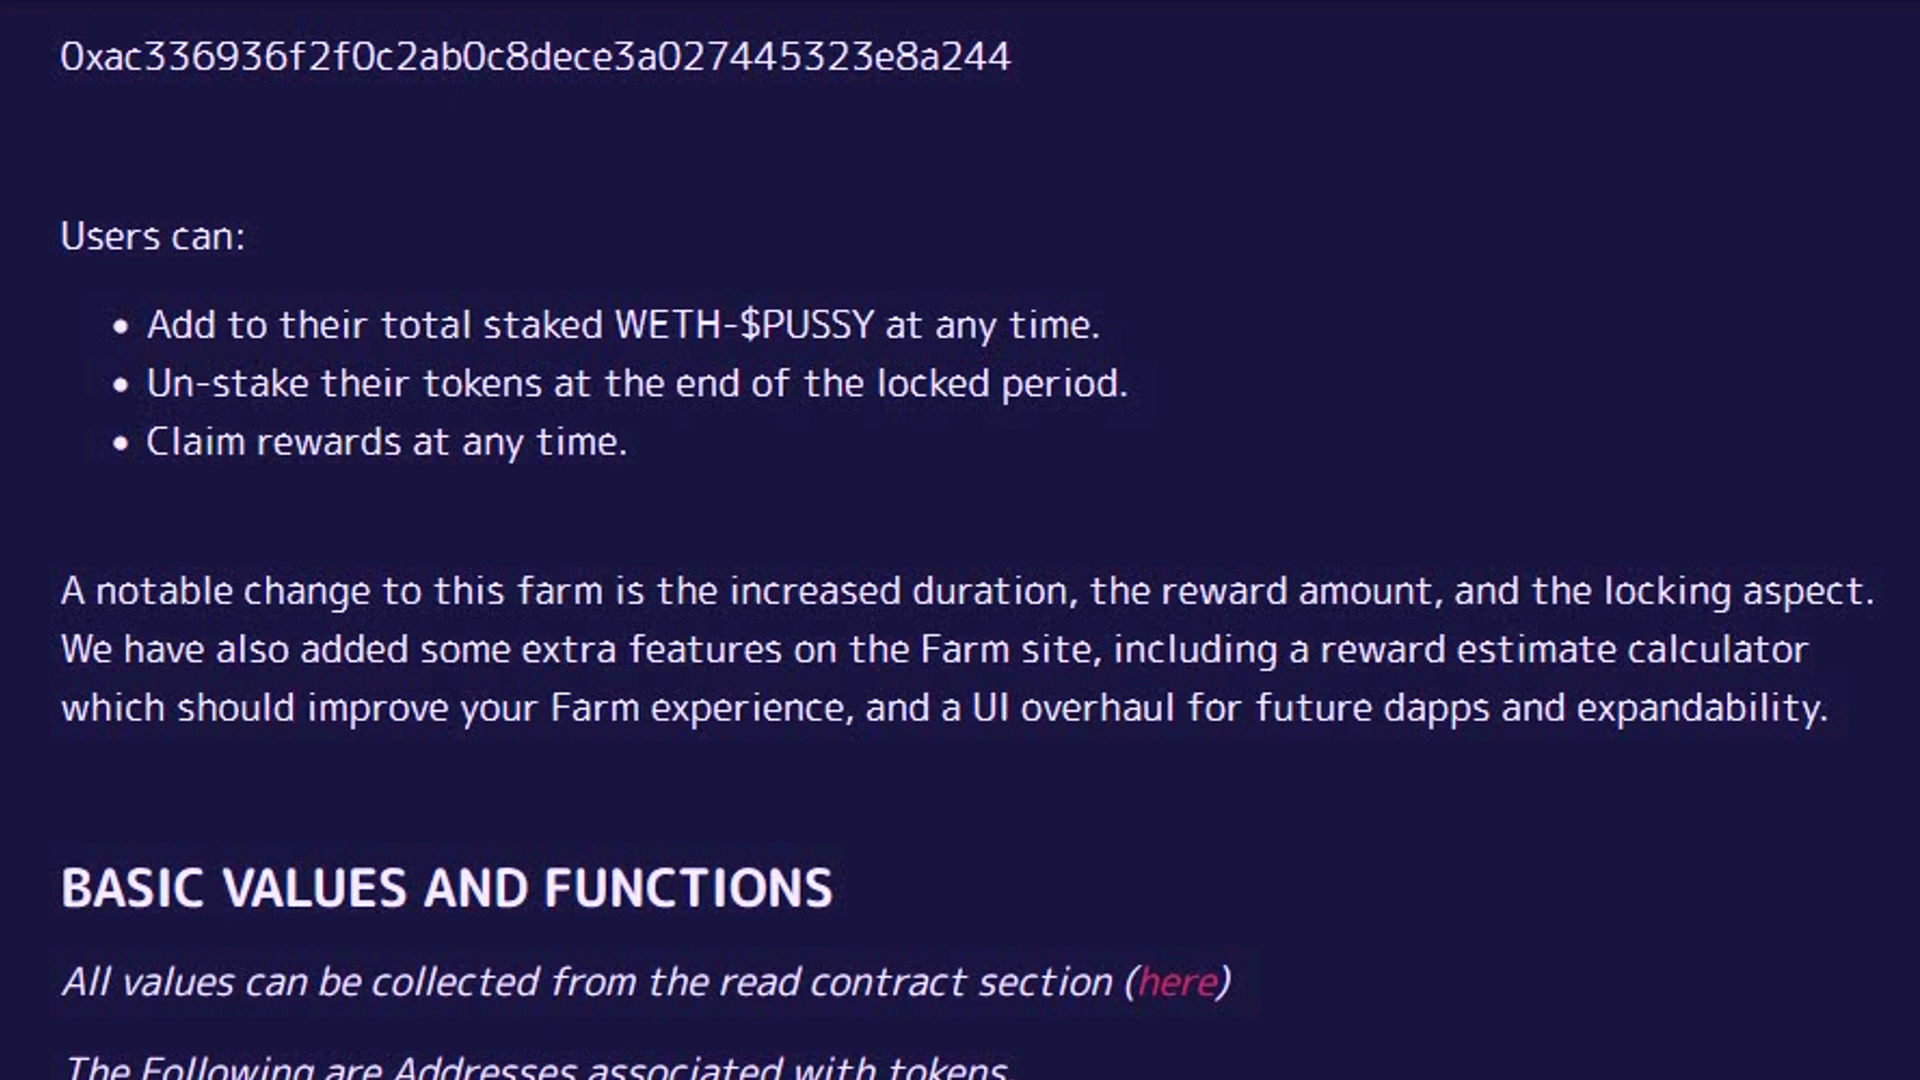 0xac336936f2f0c2ab0c8dece3a027445323e8a244
Users can:
• Add to their total staked WETH-$PUSSY at any time.
• Un-stake their tokens at the end of the locked period.
• Claim rewards at any time.
A notable change to this farm is the increased duration, the reward amount, and the locking aspect.
We have also added some extra features on the Farm site, including a reward estimate calculator
which should improve your Farm experience, and a UI overhaul for future dapps and expandability.
BASIC VALUES AND FUNCTIONS
All values can be collected from the read contract section (here)
The Following are Addresses associated with tokens.